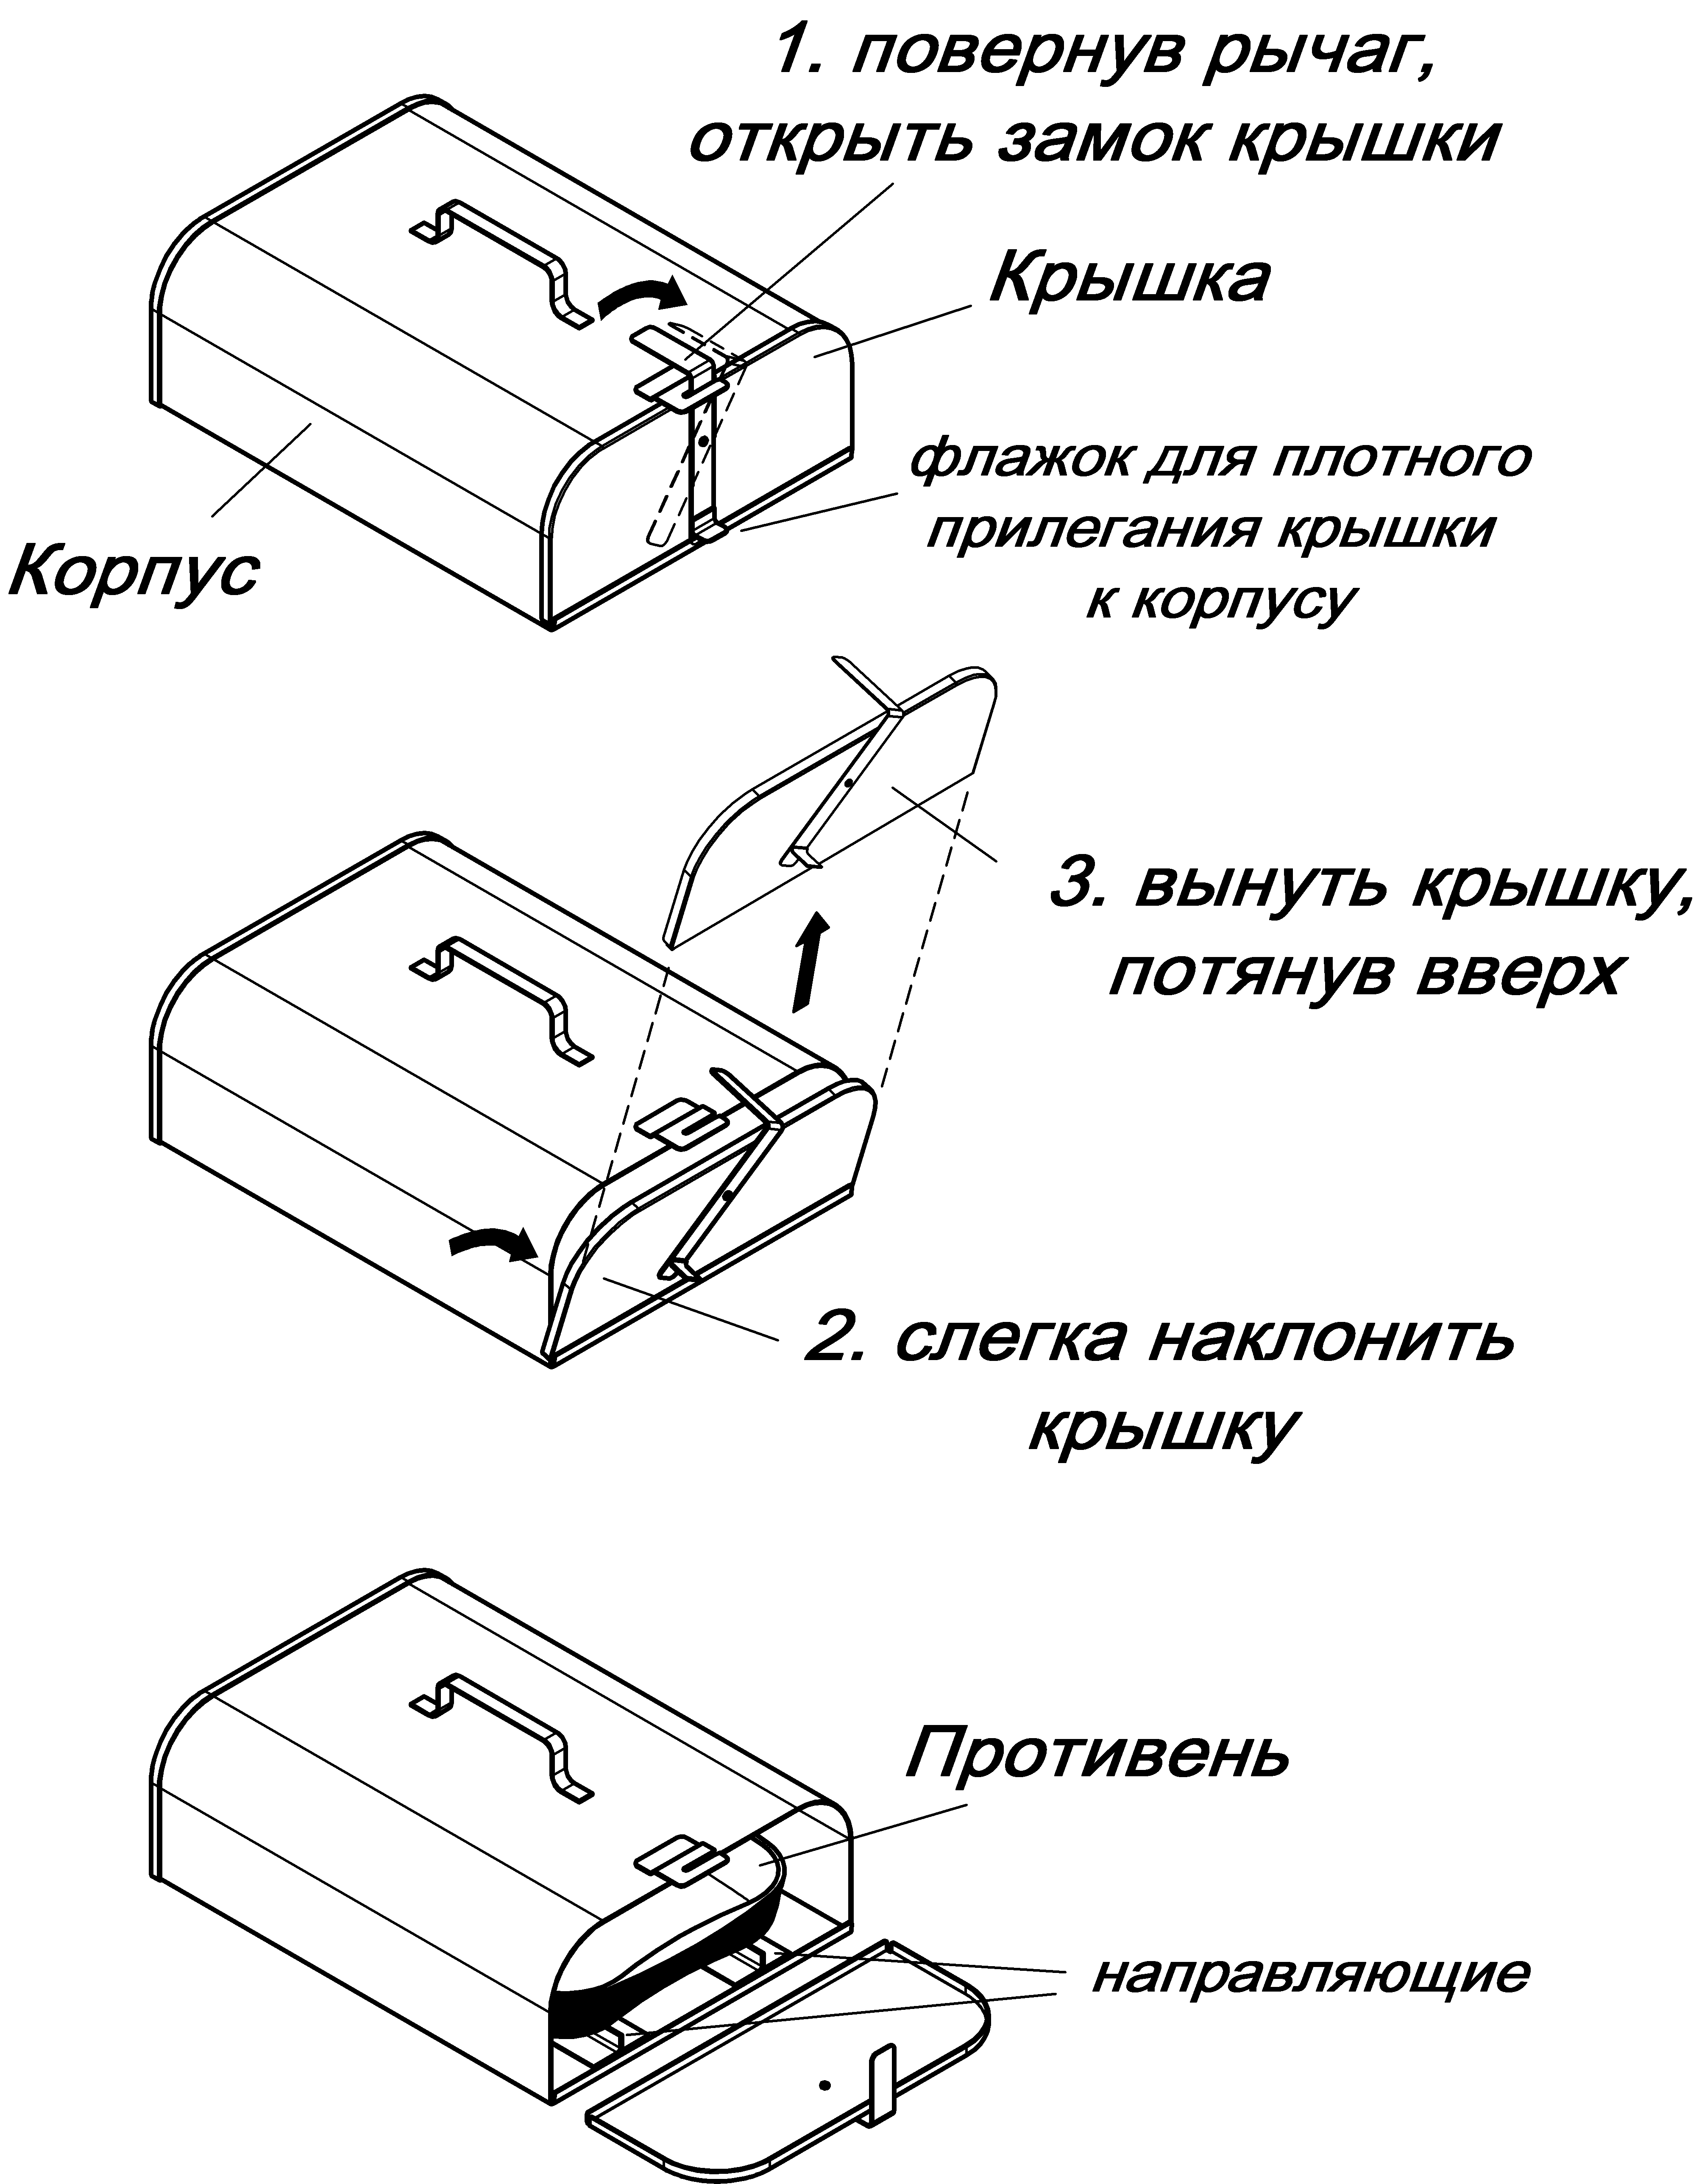 1. повернув рычаг,
открыть замок крышки
Крышка
флажок для плотного
прилегания крышки
к корпусу
Корпус
3. вынуть крышку,
потянув вверх
2. слегка наклонить
крышку
Противень
направляющие